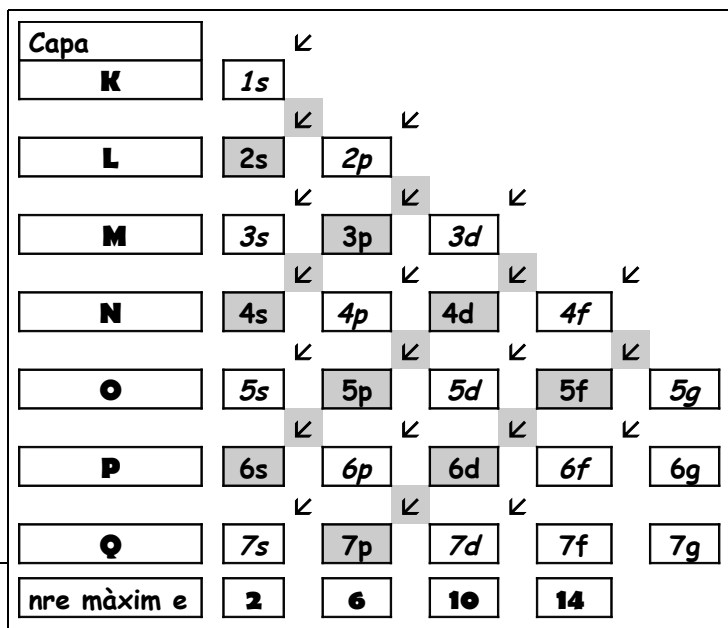 Capa
K 1s
L 2s 2p
M 3s 3p 3d
N 4s 4p 4d 4f
O 5s 5p 5d 5f 5g
P 6s 6p 6d 6f 6g
Q 7s 7p 7d 7f 7g
nre màxim e 2 6 10 14